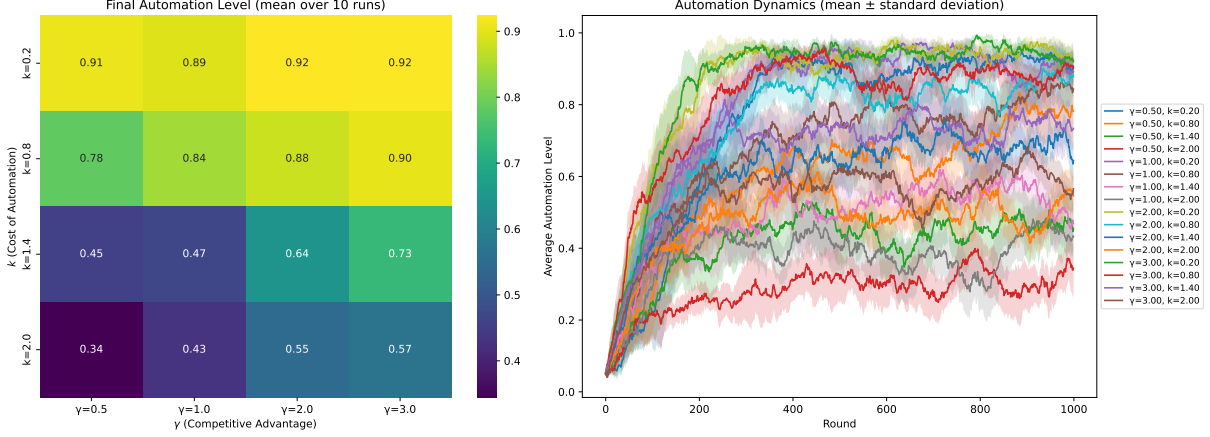 Final Automation Level (mean over 10 runs)
k=0.2
k=0.8
k=1.4
k=2.0
k (Cost of Automation)
0.91 0.89 0.92 0.92
0.78 0.84 0.88 0.90
0.45 0.47 0.64 0.73
0.34 0.43 0.55 0.57
γ=0.5 γ=1.0 γ=2.0 γ=3.0
γ (Competitive Advantage)
0.9
0.8
0.7
0.6
0.5
0.4
Automation Dynamics (mean ± standard deviation)
Average Automation Level
1.0
0.8
0.6
0.4
0.2
0.0
0 200 400 600 800 1000
Round
γ=0.50, k=0.20
γ=0.50, k=0.80
γ=0.50, k=1.40
γ=0.50, k=2.00
γ=1.00, k=0.20
γ=1.00, k=0.80
γ=1.00, k=1.40
γ=1.00, k=2.00
γ=2.00, k=0.20
γ=2.00, k=0.80
γ=2.00, k=1.40
γ=2.00, k=2.00
γ=3.00, k=0.20
γ=3.00, k=0.80
γ=3.00, k=1.40
γ=3.00, k=2.00